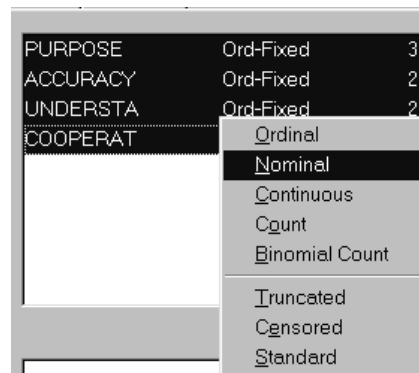 PURPOSE Ord-Fixed 3
ACCURACY Ord-Fixed 2
UNDERSTA Ord-Fixed 2
COOPERAT
Ordinal
Nominal
Continuous
Count
Binomial Count
Truncated
Censored
Standard